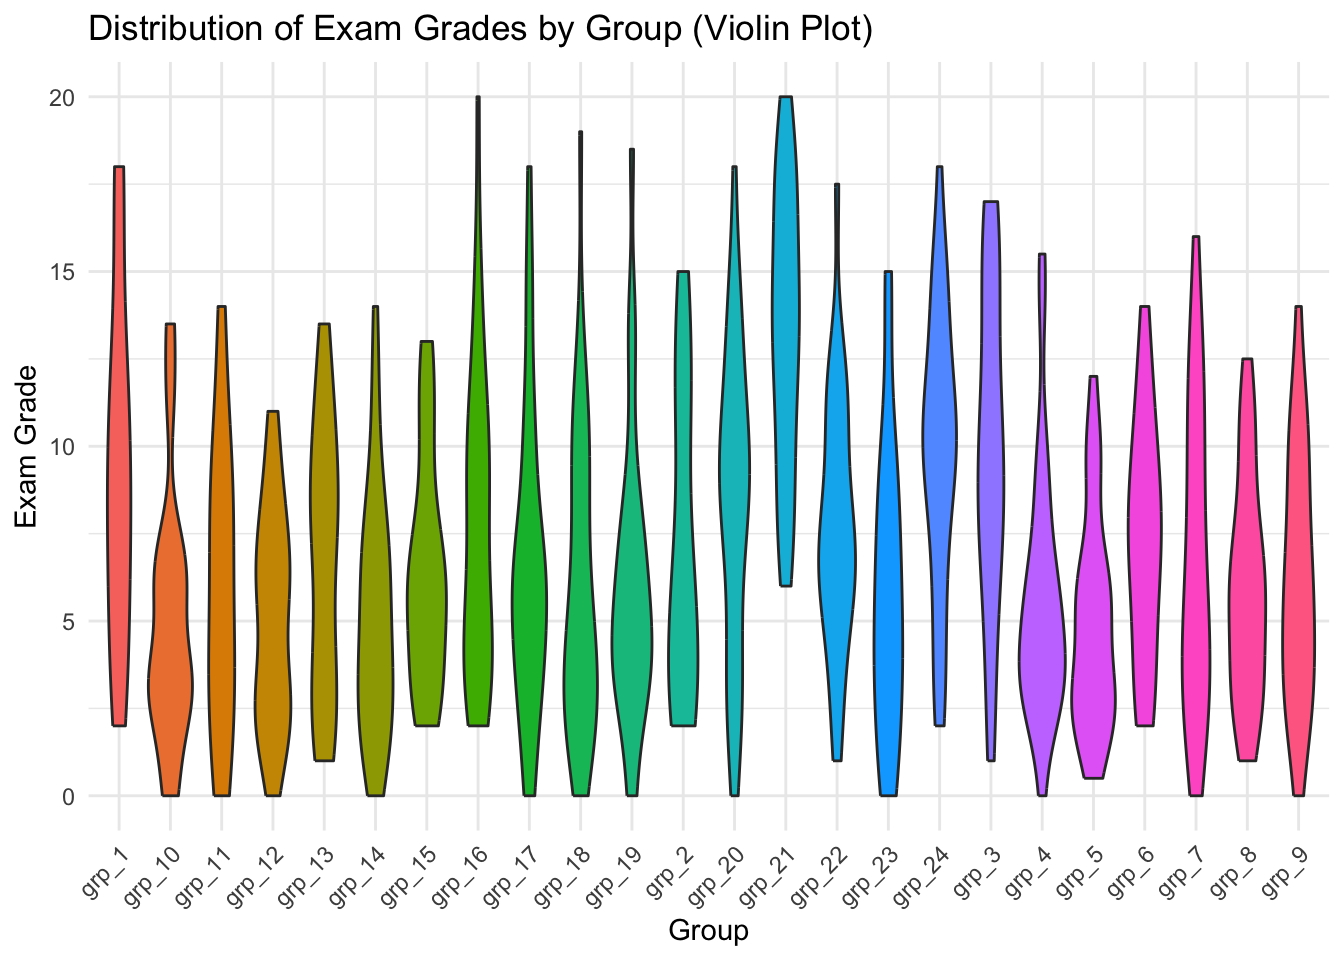 Distribution of Exam Grades by Group (Violin Plot)
20
15
10
5
0
Exam Grade
grp_1 grp_10 grp_11 grp_12 grp_13 grp_14 grp_15 grp_16 grp_17 grp_18 grp_19 grp_2 grp_20 grp_21 grp_22 grp_23 grp_24 grp_3 grp_4 grp_5 grp_6 grp_7 grp_8 grp_9
Group